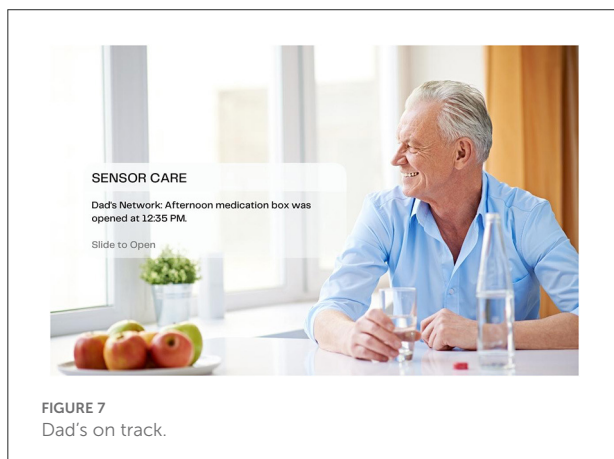 SENSOR CARE
Dad's Network: Afternoon medication box was
opened at 12:35 PM.
Slide to Open
FIGURE 7
Dad's on track.